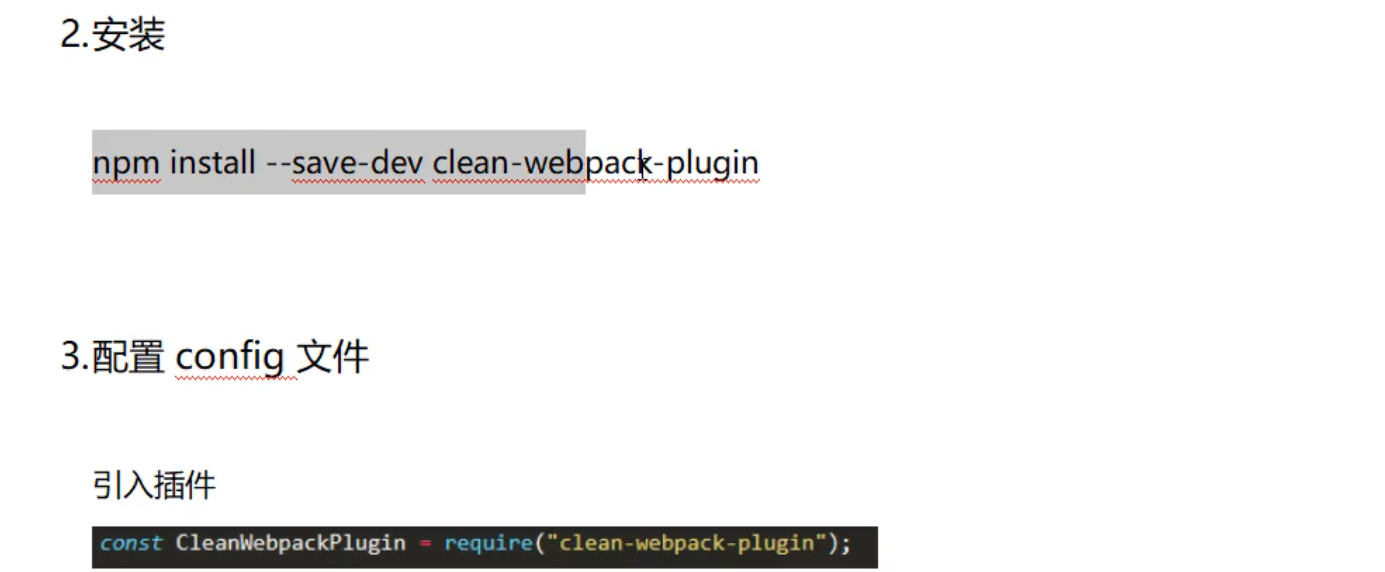 2.安装
npm install --save-dev clean-webpack-plugin
3.配置 config 文件
引入插件
const CleanWebpackPlugin = require("clean-webpack-plugin");